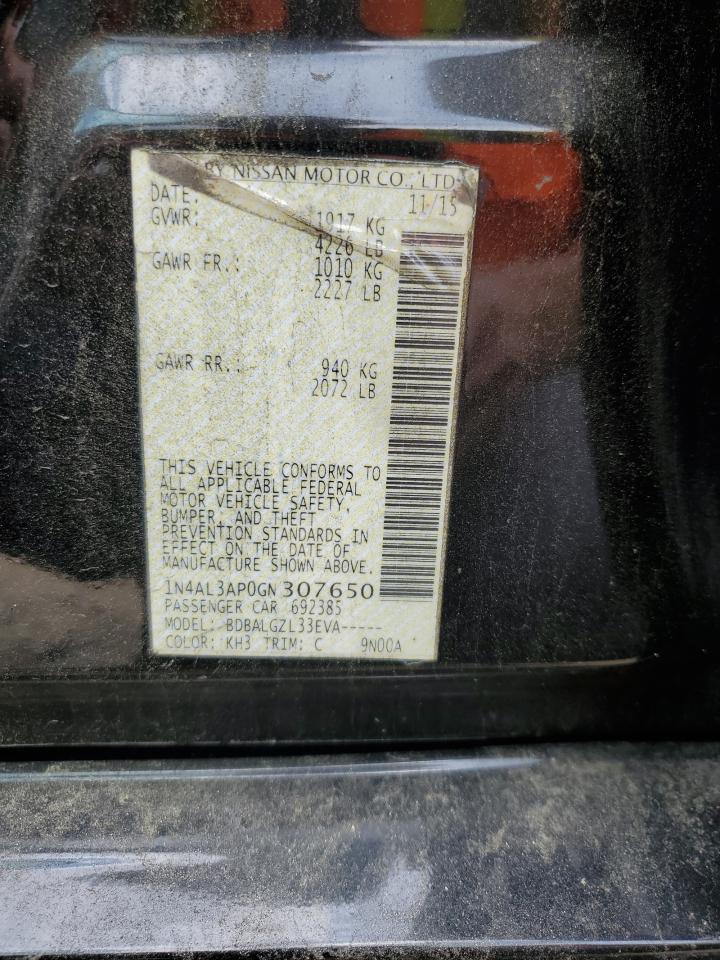 BY NISSAN MOTOR CO., LTD.
DATE: 11/15
GVWR: 1917 KG
4226 LB
GAWR FR.: 1010 KG
2227 LB
GAWR RR.: 940 KG
2072 LB
THIS VEHICLE CONFORMS TO
ALL APPLICABLE FEDERAL
MOTOR VEHICLE SAFETY,
BUMPER, AND THEFT
PREVENTION STANDARDS IN
EFFECT ON THE DATE OF
MANUFACTURE SHOWN ABOVE.
1N4AL3AP0GN307650
PASSENGER CAR 692385
MODEL: BDBALGZL33EVA-----
COLOR: KH3 TRIM: C 9N00A